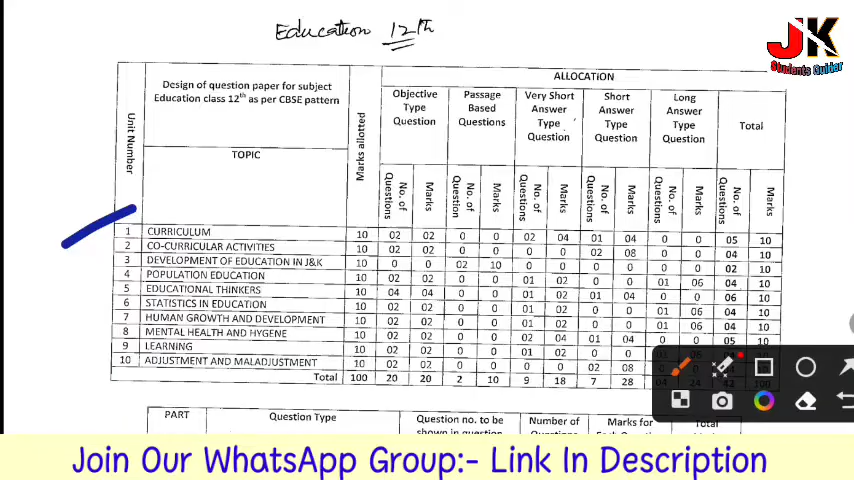 Education 12th
JK
Students Guider
Unit Number
Design of question paper for subject
Education class 12th as per CBSE pattern
TOPIC
Marks allotted
ALLOCATION
Objective
Type
Question
Passage
Based
Questions
Very Short
Answer
Type
Question
Short
Answer
Type
Question
Long
Answer
Type
Question
Total
No. of Questions Marks No. of Questions Marks No. of Questions Marks No. of Questions Marks No. of Questions Marks No. of Questions Marks
1 CURRICULUM 10 02 02 0 0 02 04 01 04 0 0 05 10
2 CO-CURRICULAR ACTIVITIES 10 02 02 0 0 0 0 02 08 0 0 04 10
3 DEVELOPMENT OF EDUCATION IN J&K 10 0 0 02 10 0 0 0 0 0 0 02 10
4 POPULATION EDUCATION 10 02 02 0 0 01 02 0 0 01 06 04 10
5 EDUCATIONAL THINKERS 10 04 04 0 0 01 02 01 04 0 0 06 10
6 STATISTICS IN EDUCATION 10 02 02 0 0 01 02 0 0 01 06 04 10
7 HUMAN GROWTH AND DEVELOPMENT 10 02 02 0 0 01 02 0 0 01 06 04 10
8 MENTAL HEALTH AND HYGENE 10 02 02 0 0 02 04 01 04 0 0 05 10
9 LEARNING 10 02 02 0 0 01 02 0 0
10 ADJUSTMENT AND MALADJUSTMENT 10 02 02 0 0 0 0 02 08
Total 100 20 20 2 10 9 18 7 28 04 24 42 100
PART Question Type Question no. to be Number of Marks for Total
shown in question
Join Our WhatsApp Group:- Link In Description